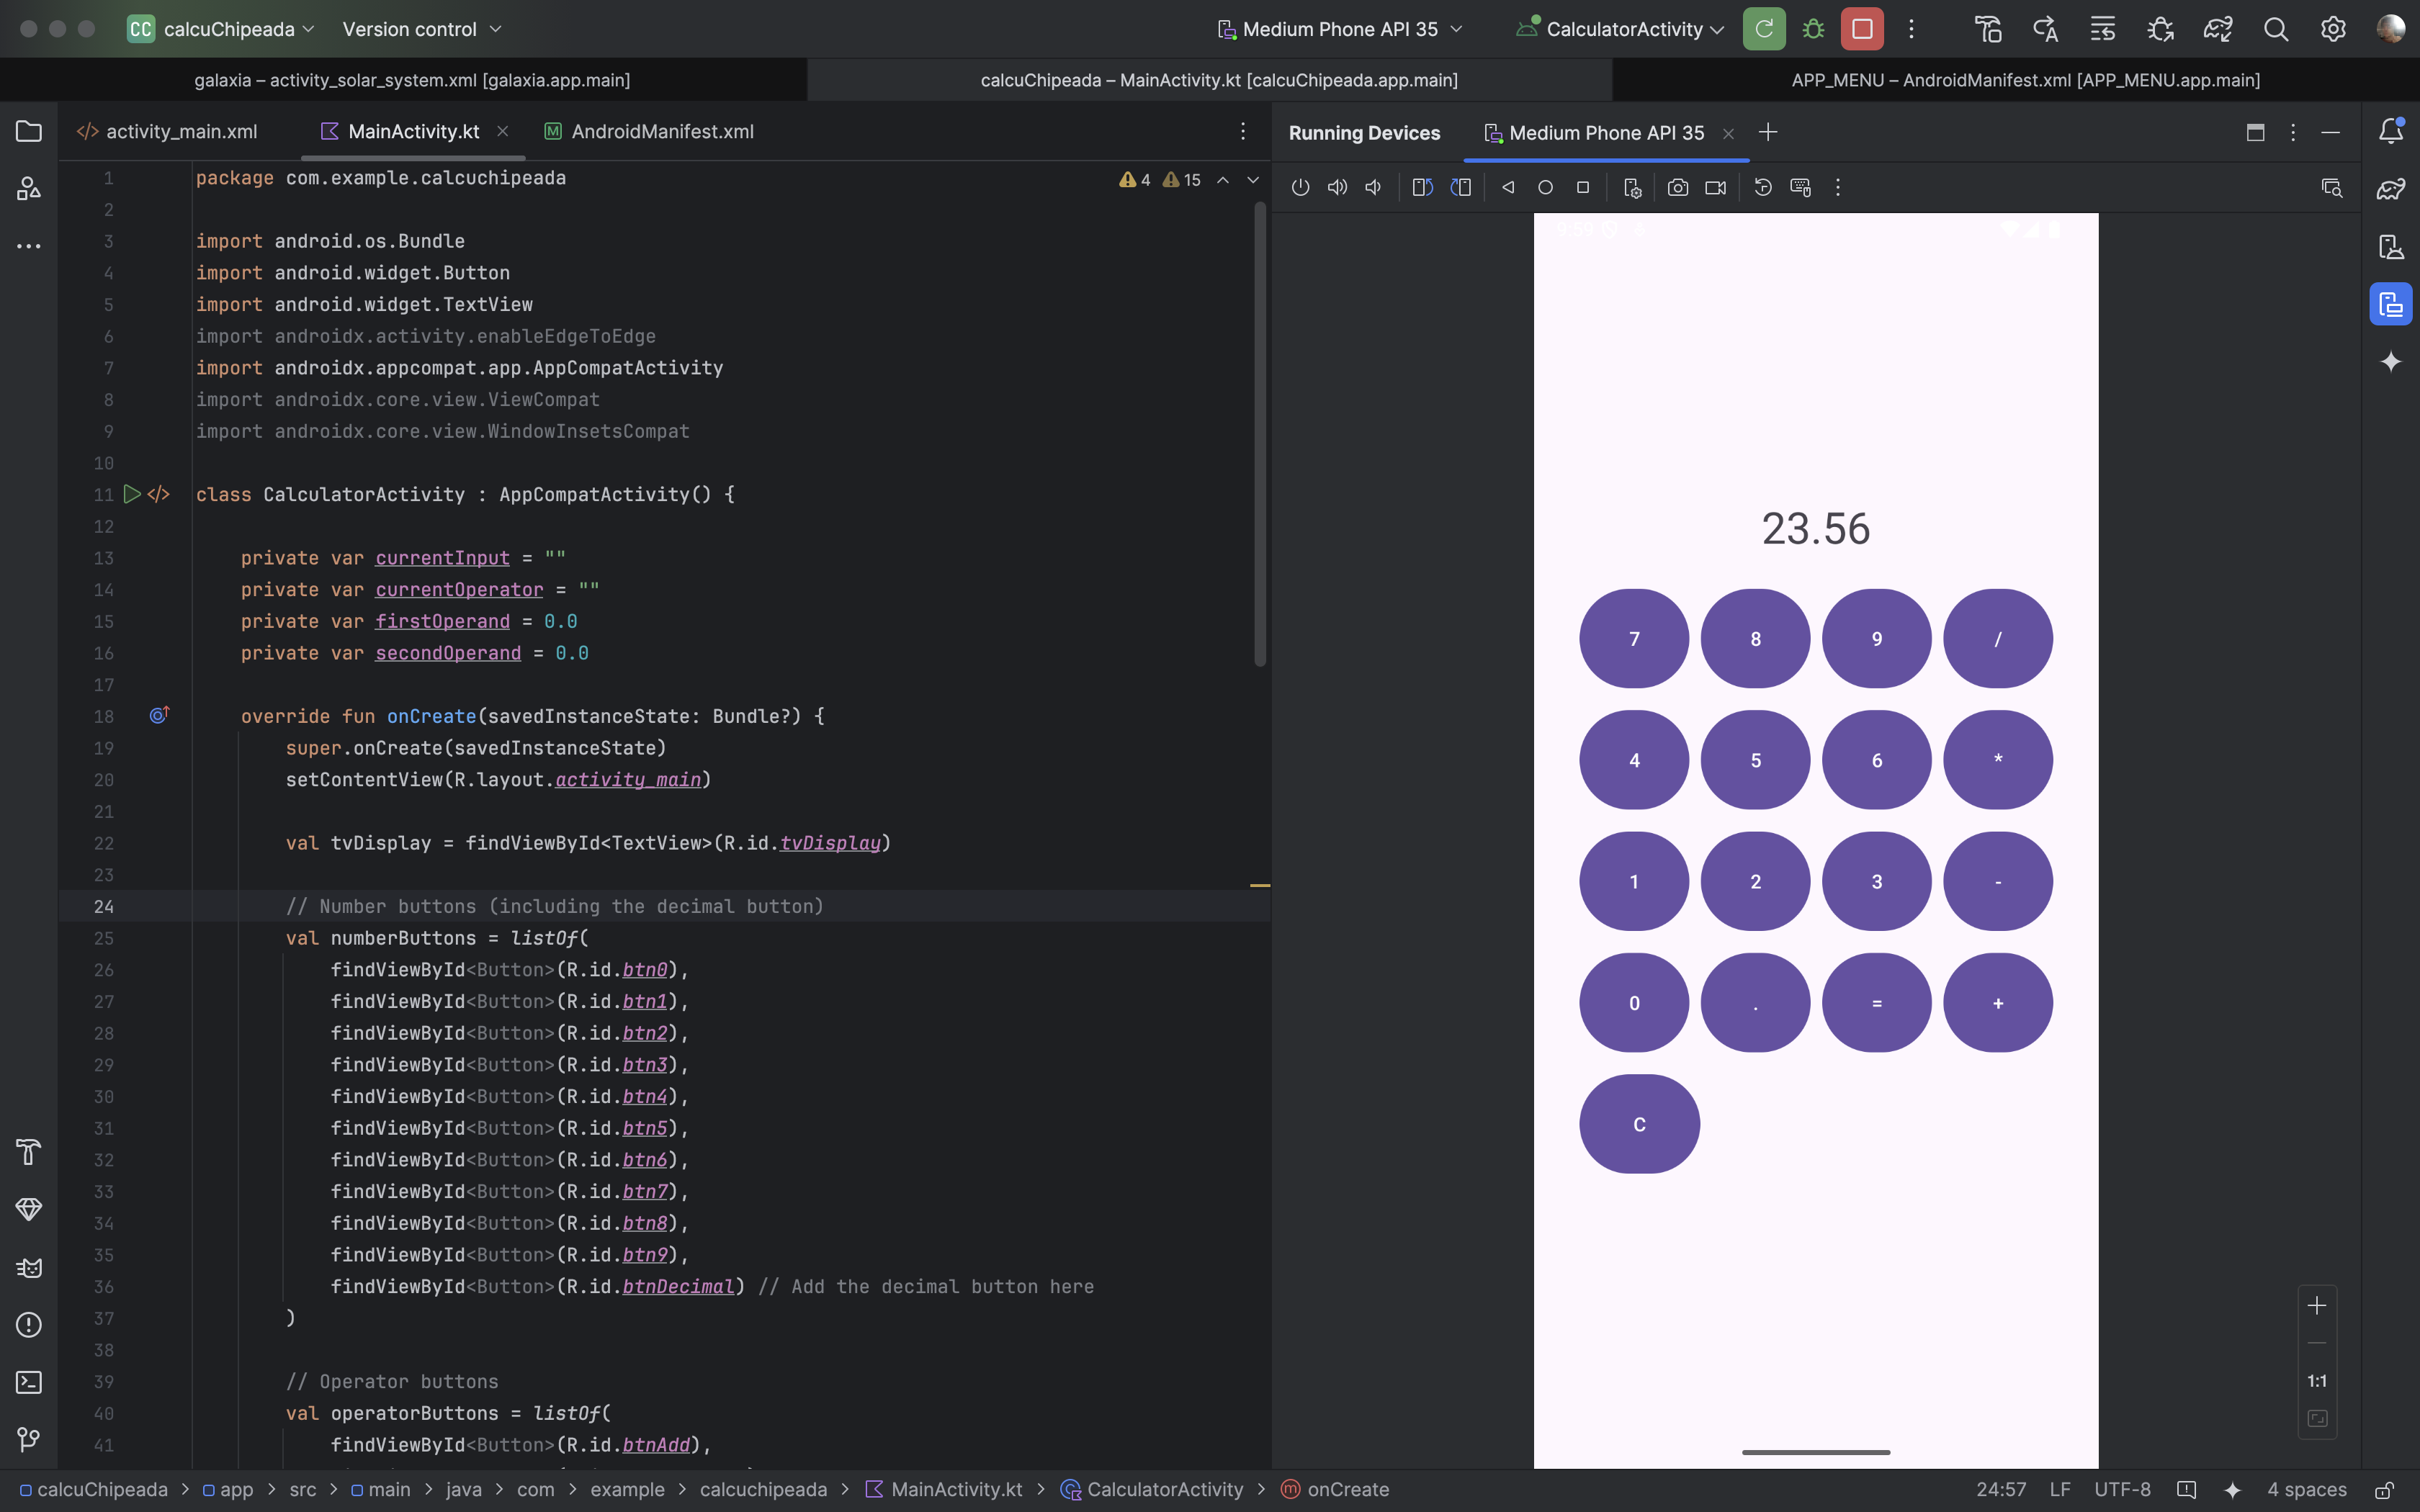 CC calcuChipeada Version control Medium Phone API 35 CalculatorActivity
galaxia – activity_solar_system.xml [galaxia.app.main] calcuChipeada – MainActivity.kt [calcuChipeada.app.main] APP_MENU – AndroidManifest.xml [APP_MENU.app.main]
activity_main.xml MainActivity.kt AndroidManifest.xml
4 15
1 package com.example.calcuchipeada
2
3 import android.os.Bundle
4 import android.widget.Button
5 import android.widget.TextView
6 import androidx.activity.enableEdgeToEdge
7 import androidx.appcompat.app.AppCompatActivity
8 import androidx.core.view.ViewCompat
9 import androidx.core.view.WindowInsetsCompat
10
11 class CalculatorActivity : AppCompatActivity() {
12
13 private var currentInput = ""
14 private var currentOperator = ""
15 private var firstOperand = 0.0
16 private var secondOperand = 0.0
17
18 override fun onCreate(savedInstanceState: Bundle?) {
19 super.onCreate(savedInstanceState)
20 setContentView(R.layout.activity_main)
21
22 val tvDisplay = findViewById<TextView>(R.id.tvDisplay)
23
24 // Number buttons (including the decimal button)
25 val numberButtons = listOf(
26 findViewById<Button>(R.id.btn0),
27 findViewById<Button>(R.id.btn1),
28 findViewById<Button>(R.id.btn2),
29 findViewById<Button>(R.id.btn3),
30 findViewById<Button>(R.id.btn4),
31 findViewById<Button>(R.id.btn5),
32 findViewById<Button>(R.id.btn6),
33 findViewById<Button>(R.id.btn7),
34 findViewById<Button>(R.id.btn8),
35 findViewById<Button>(R.id.btn9),
36 findViewById<Button>(R.id.btnDecimal) // Add the decimal button here
37 )
38
39 // Operator buttons
40 val operatorButtons = listOf(
41 findViewById<Button>(R.id.btnAdd),
Running Devices Medium Phone API 35
23.56
7 8 9 /
4 5 6 *
1 2 3 -
0 . = +
C
1:1
calcuChipeada > app > src > main > java > com > example > calcuchipeada > MainActivity.kt > CalculatorActivity > onCreate 24:57 LF UTF-8 4 spaces